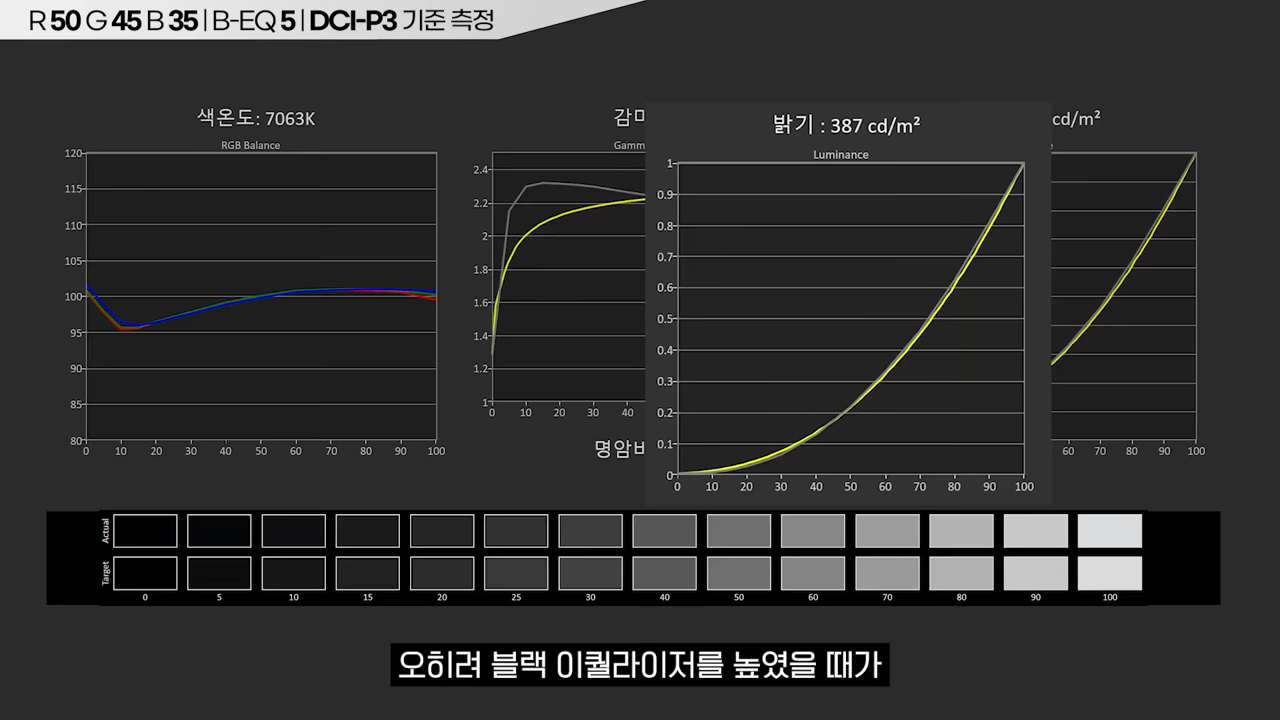 R 50 G 45 B 35 | B-EQ 5 | DCI-P3 기준 측정
색온도: 7063K
RGB Balance
120
115
110
105
100
95
90
85
80
0 10 20 30 40 50 60 70 80 90 100
감마
Gamm
2.4
2.2
2
1.8
1.6
1.4
1.2
1
0 10 20 30 40
명암비
밝기 : 387 cd/m²
Luminance
1
0.9
0.8
0.7
0.6
0.5
0.4
0.3
0.2
0.1
0
0 10 20 30 40 50 60 70 80 90 100
cd/m²
60 70 80 90 100
Actual
Target
0 5 10 15 20 25 30 40 50 60 70 80 90 100
오히려 블랙 이퀄라이저를 높였을 때가